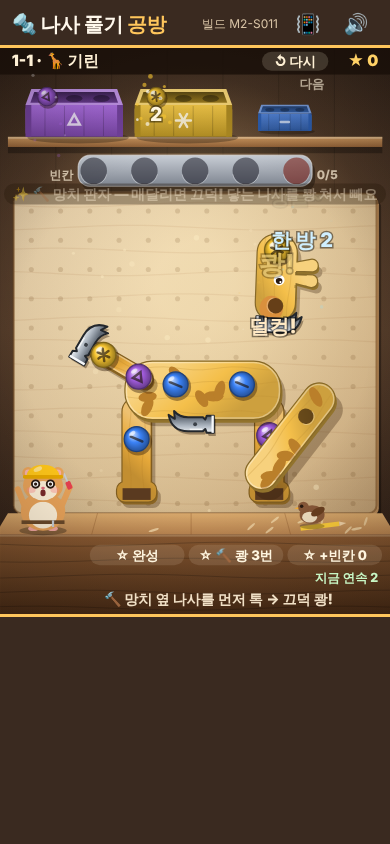 나사 풀기 공방
빌드 M2-S011
1-1 · 기린
다시
★ 0
다음
2
빈칸
0/5
망치 판자 — 매달리면 끄덕! 닿는 나사를 쾅 쳐서 빼요
한 방 2
쾅!
덜컹!
☆ 완성
☆ 쾅 3번
☆ +빈칸 0
지금 연속 2
망치 옆 나사를 먼저 톡 → 끄덕 쾅!